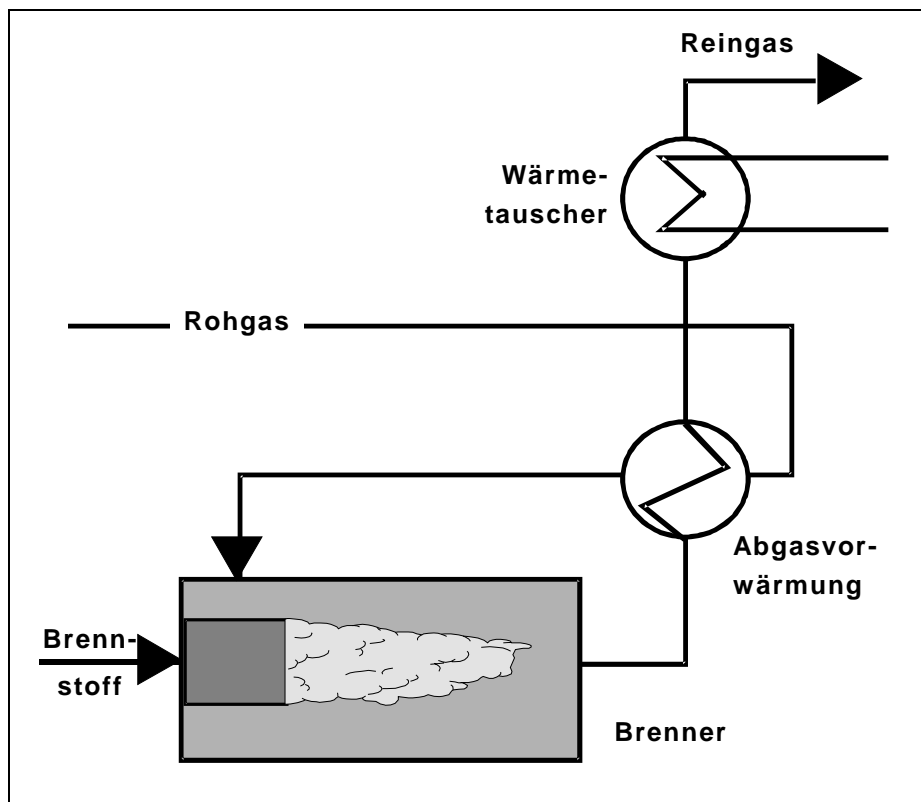 Reingas
Wärme-
tauscher
Rohgas
Abgasvor-
wärmung
Brenn-
stoff
Brenner